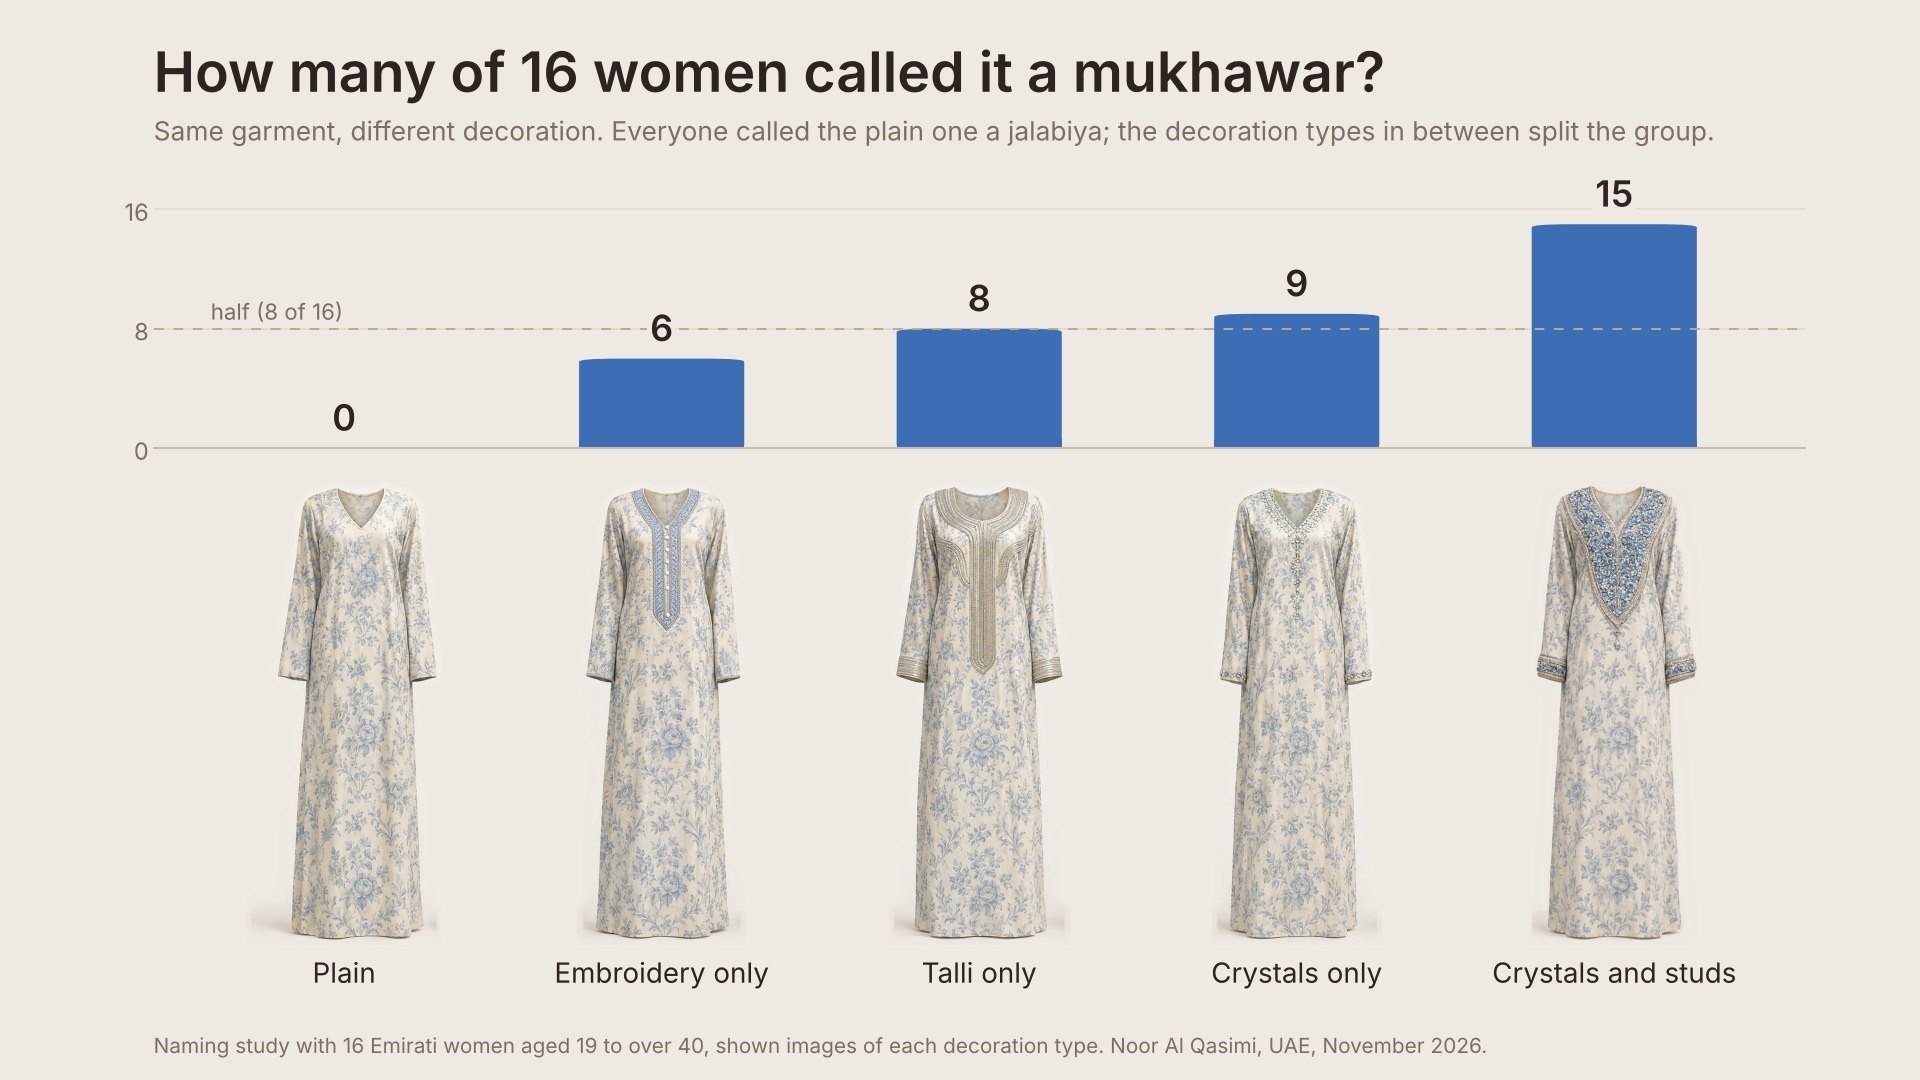 How many of 16 women called it a mukhawar?
Same garment, different decoration. Everyone called the plain one a jalabiya; the decoration types in between split the group.
16
15
9
8
half (8 of 16)
8
6
0
0
Plain
Embroidery only
Talli only
Crystals only
Crystals and studs
Naming study with 16 Emirati women aged 19 to over 40, shown images of each decoration type. Noor Al Qasimi, UAE, November 2026.